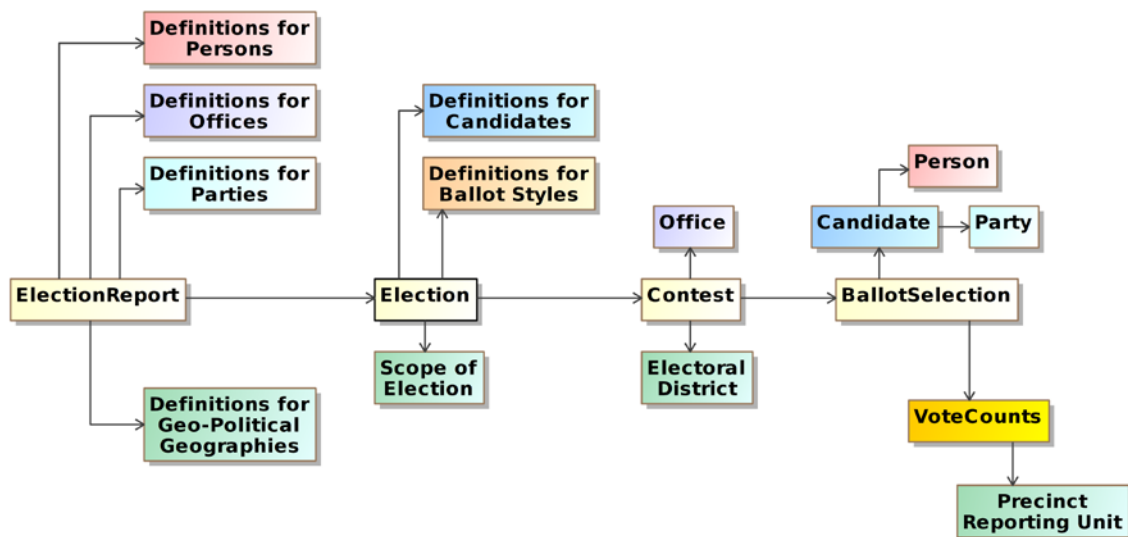 Definitions for
Persons
Definitions for
Offices
Definitions for
Parties
ElectionReport
Definitions for
Geo-Political
Geographies
Definitions for
Candidates
Definitions for
Ballot Styles
Election
Scope of
Election
Office
Contest
Electoral
District
Person
Candidate
Party
BallotSelection
VoteCounts
Precinct
Reporting Unit